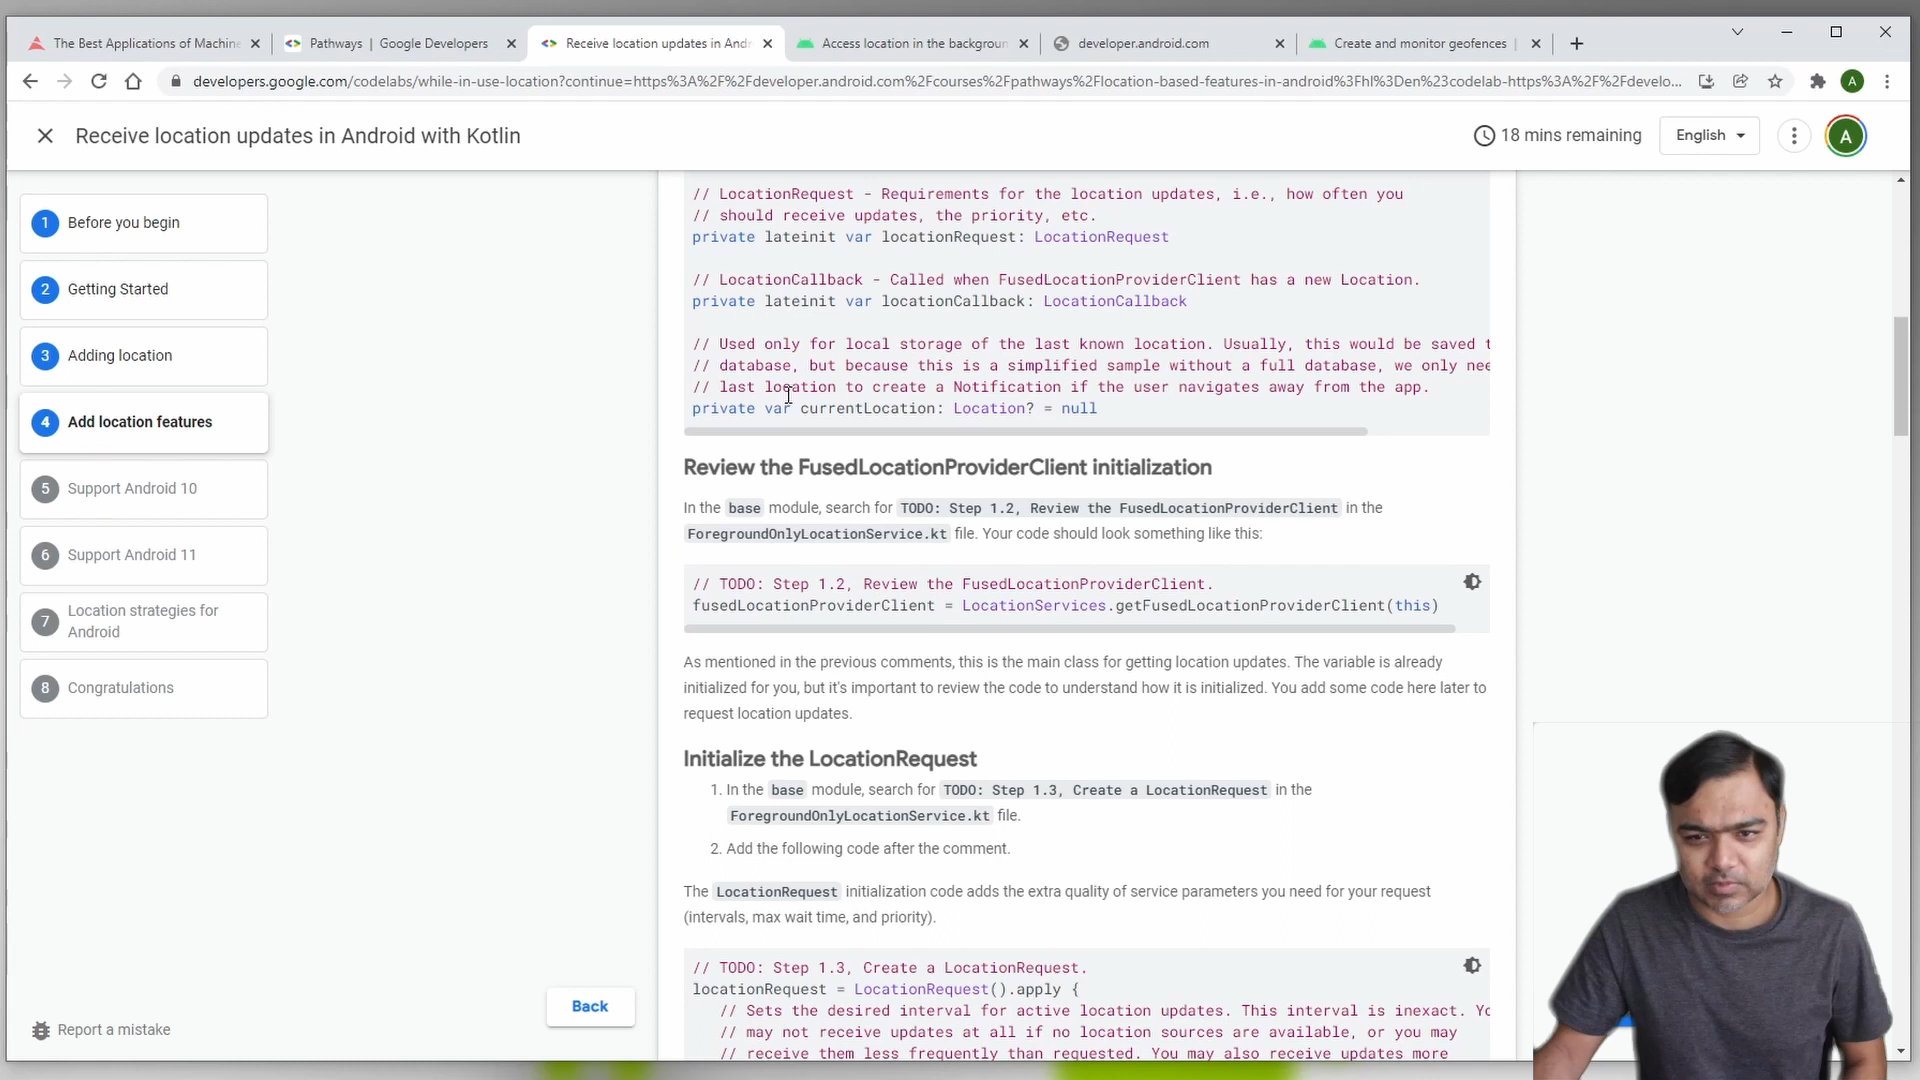 The Best Applications of Machine
Pathways | Google Developers
Receive location updates in Andr
Access location in the backgroun
developer.android.com
Create and monitor geofences |
developers.google.com/codelabs/while-in-use-location?continue=https%3A%2F%2Fdeveloper.android.com%2Fcourses%2Fpathways%2Flocation-based-features-in-android%3Fhl%3Den%23codelab-https%3A%2F%2Fdevelo...
A
Receive location updates in Android with Kotlin
18 mins remaining
English
A
1 Before you begin
2 Getting Started
3 Adding location
4 Add location features
5 Support Android 10
6 Support Android 11
7 Location strategies for
Android
8 Congratulations
// LocationRequest - Requirements for the location updates, i.e., how often you
// should receive updates, the priority, etc.
private lateinit var locationRequest: LocationRequest
// LocationCallback - Called when FusedLocationProviderClient has a new Location.
private lateinit var locationCallback: LocationCallback
// Used only for local storage of the last known location. Usually, this would be saved t
// database, but because this is a simplified sample without a full database, we only nee
// last location to create a Notification if the user navigates away from the app.
private var currentLocation: Location? = null
Review the FusedLocationProviderClient initialization
In the base module, search for TODO: Step 1.2, Review the FusedLocationProviderClient in the
ForegroundOnlyLocationService.kt file. Your code should look something like this:
// TODO: Step 1.2, Review the FusedLocationProviderClient.
fusedLocationProviderClient = LocationServices.getFusedLocationProviderClient(this)
As mentioned in the previous comments, this is the main class for getting location updates. The variable is already
initialized for you, but it's important to review the code to understand how it is initialized. You add some code here later to
request location updates.
Initialize the LocationRequest
1. In the base module, search for TODO: Step 1.3, Create a LocationRequest in the
ForegroundOnlyLocationService.kt file.
2. Add the following code after the comment.
The LocationRequest initialization code adds the extra quality of service parameters you need for your request
(intervals, max wait time, and priority).
// TODO: Step 1.3, Create a LocationRequest.
locationRequest = LocationRequest().apply {
// Sets the desired interval for active location updates. This interval is inexact. Yo
// may not receive updates at all if no location sources are available, or you may
// receive them less frequently than requested. You may also receive updates more
Back
Report a mistake